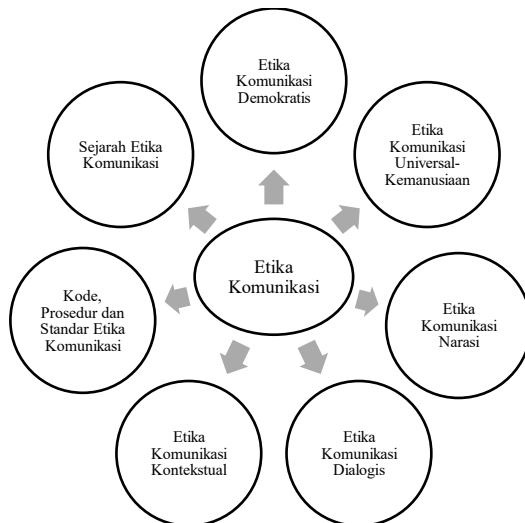 Etika
Komunikasi
Demokratis
Sejarah Etika
Komunikasi
Etika
Komunikasi
Universal-
Kemanusiaan
Etika
Komunikasi
Kode,
Prosedur dan
Standar Etika
Komunikasi
Etika
Komunikasi
Narasi
Etika
Komunikasi
Kontekstual
Etika
Komunikasi
Dialogis